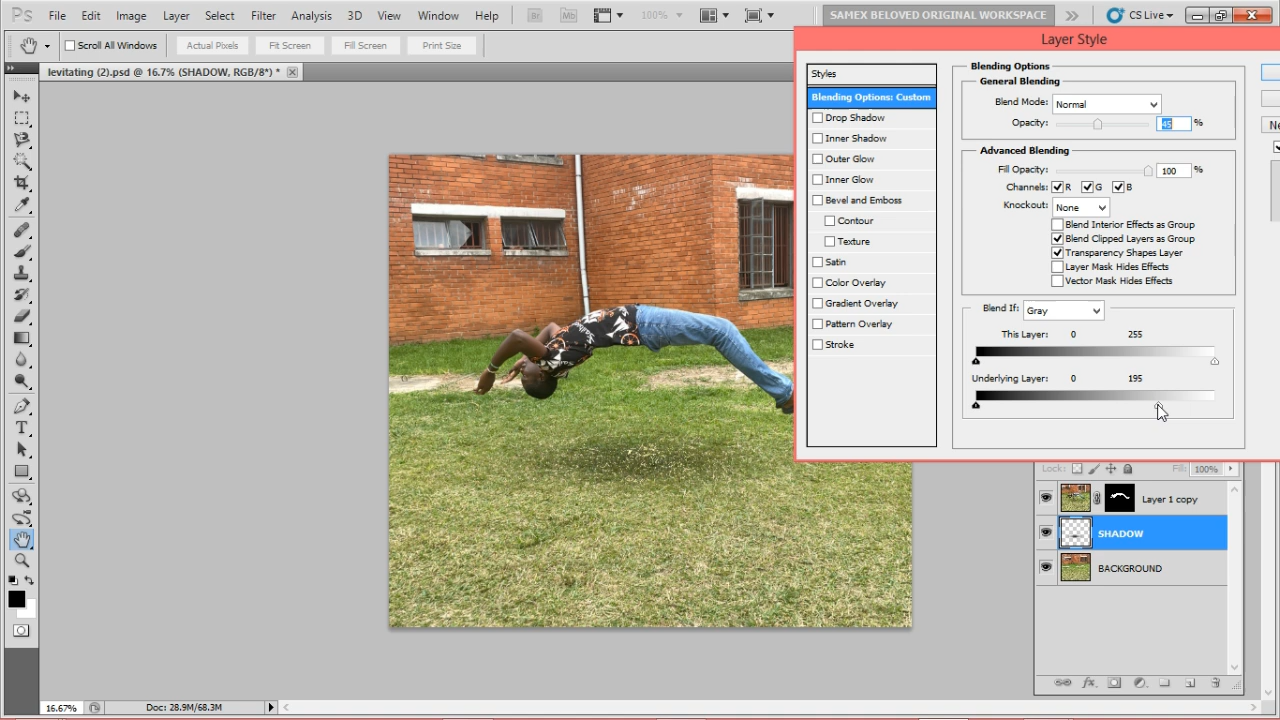 Ps File Edit Image Layer Select Filter Analysis 3D View Window Help Br Mb 100% SAMEX BELOVED ORIGINAL WORKSPACE CS Live
Scroll All Windows Actual Pixels Fit Screen Fill Screen Print Size
levitating (2).psd @ 16.7% (SHADOW, RGB/8*) *
Layer Style
Styles
Blending Options: Custom
Drop Shadow
Inner Shadow
Outer Glow
Inner Glow
Bevel and Emboss
Contour
Texture
Satin
Color Overlay
Gradient Overlay
Pattern Overlay
Stroke
Blending Options
General Blending
Blend Mode: Normal
Opacity: 45 %
Advanced Blending
Fill Opacity: 100 %
Channels: R G B
Knockout: None
Blend Interior Effects as Group
Blend Clipped Layers as Group
Transparency Shapes Layer
Layer Mask Hides Effects
Vector Mask Hides Effects
Blend If: Gray
This Layer: 0 255
Underlying Layer: 0 195
Ne
Lock: Fill: 100%
Layer 1 copy
SHADOW
BACKGROUND
16.67% Doc: 28.9M/68.3M